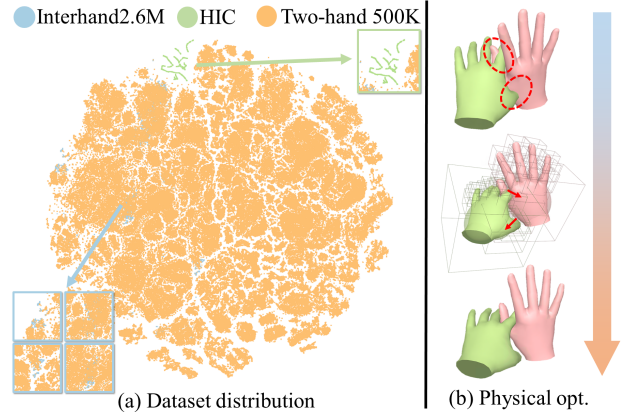 Interhand2.6M HIC Two-hand 500K
(a) Dataset distribution
(b) Physical opt.